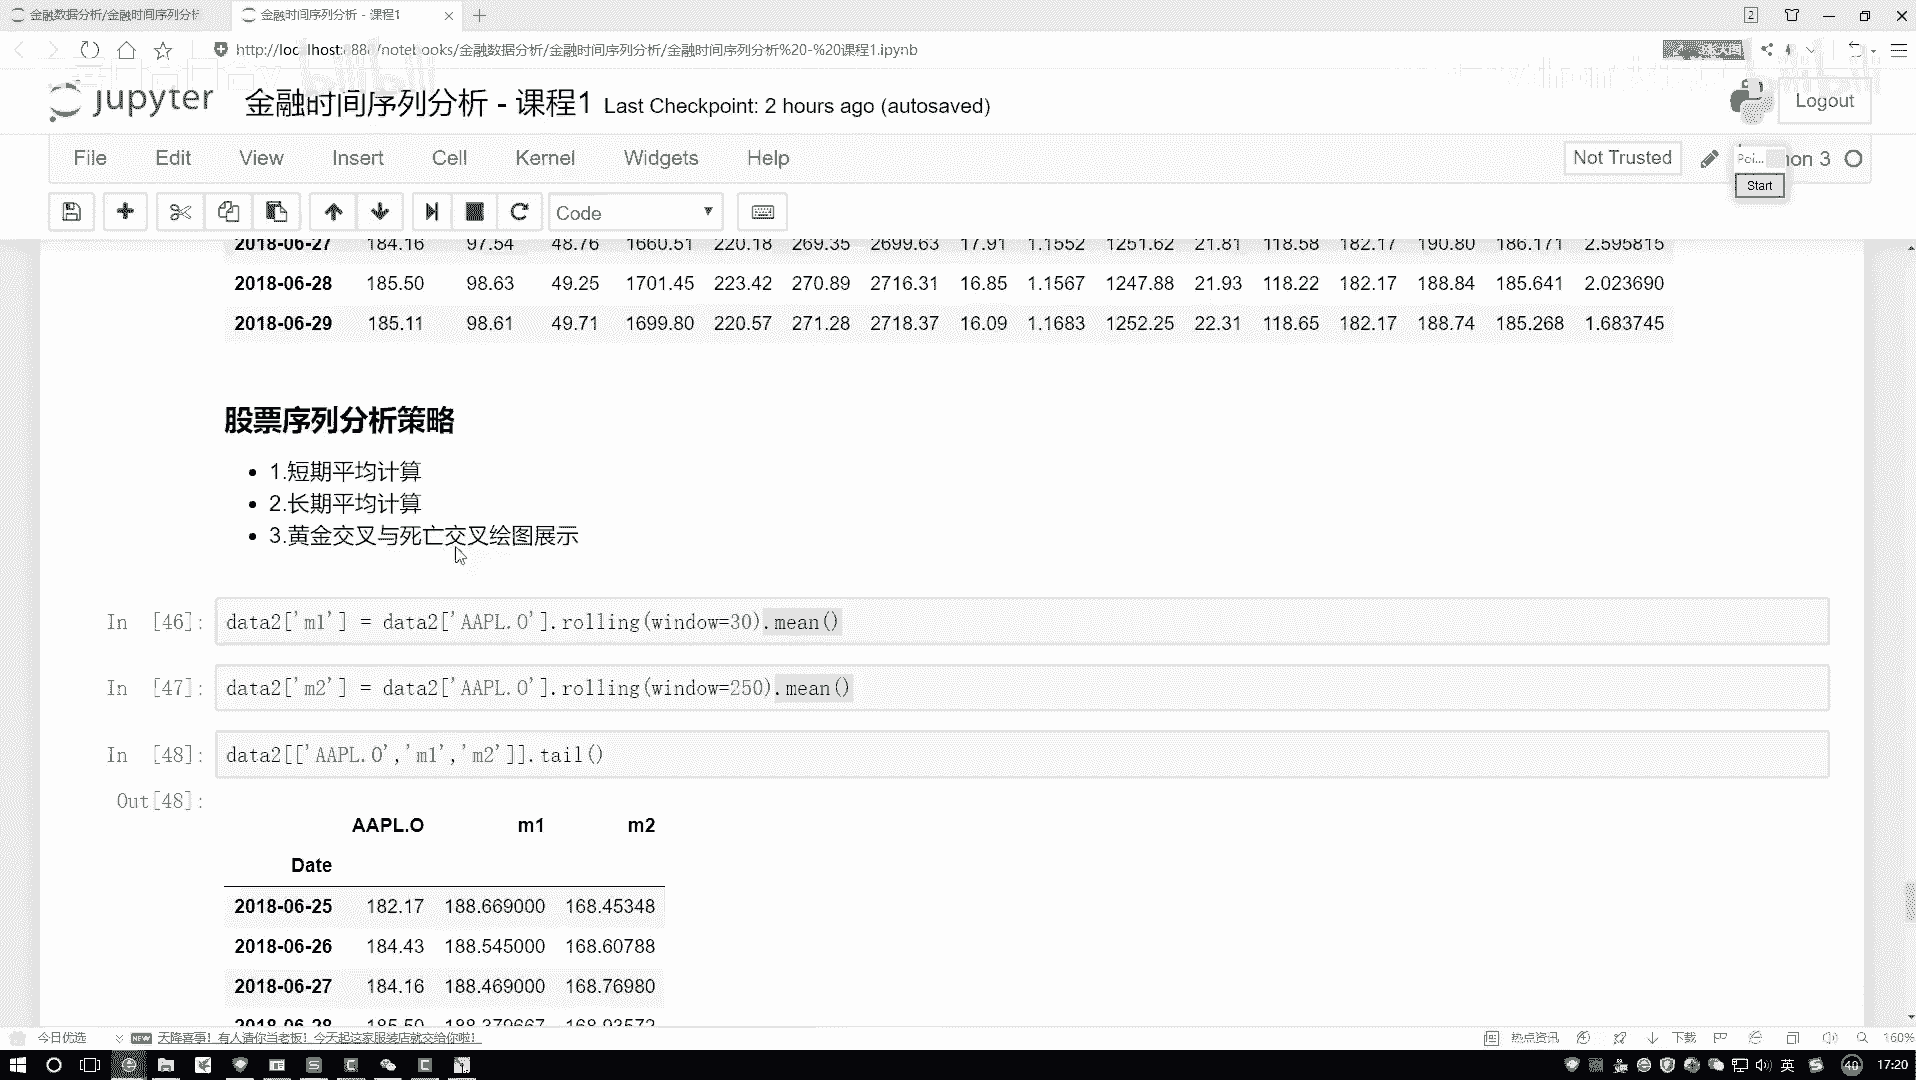 金融数据分析/金融时间序列分析
金融时间序列分析 - 课程1
2
http://localhost:888/notebooks/金融数据分析/金融时间序列分析/金融时间序列分析%20-%20课程1.ipynb
jupyter
金融时间序列分析 - 课程1 Last Checkpoint: 2 hours ago (autosaved)
Logout
File Edit View Insert Cell Kernel Widgets Help
Not Trusted
Poi...
hon 3
Start
Code
2018-06-27 184.16 97.54 48.76 1660.51 220.18 269.35 2699.63 17.91 1.1552 1251.62 21.81 118.58 182.17 190.80 186.171 2.595815
2018-06-28 185.50 98.63 49.25 1701.45 223.42 270.89 2716.31 16.85 1.1567 1247.88 21.93 118.22 182.17 188.84 185.641 2.023690
2018-06-29 185.11 98.61 49.71 1699.80 220.57 271.28 2718.37 16.09 1.1683 1252.25 22.31 118.65 182.17 188.74 185.268 1.683745
股票序列分析策略
• 1.短期平均计算
• 2.长期平均计算
• 3.黄金交叉与死亡交叉绘图展示
In [46]: data2['m1'] = data2['AAPL.O'].rolling(window=30).mean()
In [47]: data2['m2'] = data2['AAPL.O'].rolling(window=250).mean()
In [48]: data2[['AAPL.O','m1','m2']].tail()
Out[48]:
AAPL.O m1 m2
Date
2018-06-25 182.17 188.669000 168.45348
2018-06-26 184.43 188.545000 168.60788
2018-06-27 184.16 188.469000 168.76980
2018-06-28 185.50 188.379667 168.93572
今日优选
NEW 天降喜事！有人请你当老板！今天起这家服装店就交给你啦！
热点资讯
下载
160%
英
40
17:20